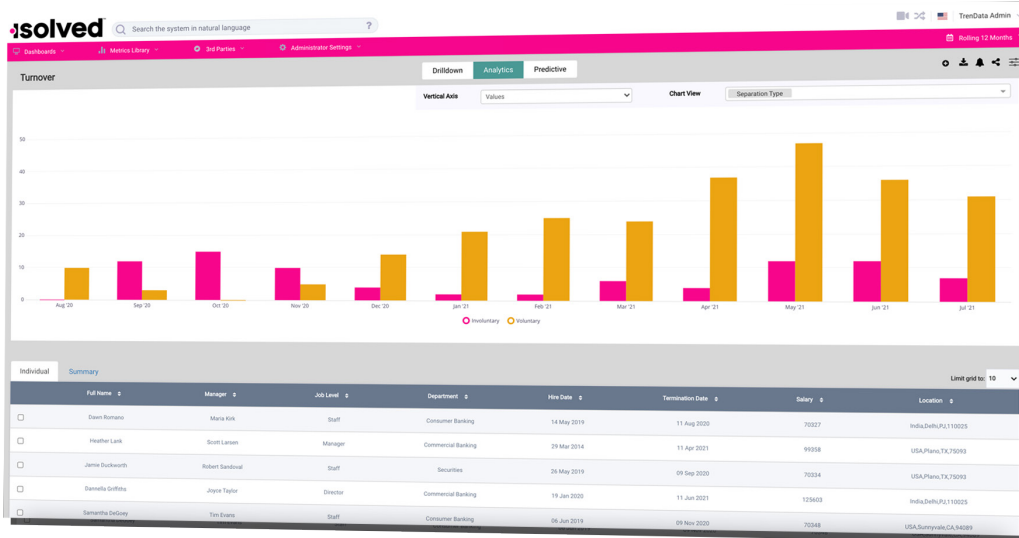 isolved
Search the system in natural language ?
TrenData Admin
Dashboards Metrics Library 3rd Parties Administrator Settings Rolling 12 Months
Turnover
Drilldown Analytics Predictive
Vertical Axis Values Chart View Separation Type
50
40
30
20
10
0
Aug '20 Sep '20 Oct '20 Nov '20 Dec '20 Jan '21 Feb '21 Mar '21 Apr '21 May '21 Jun '21 Jul '21
Involuntary Voluntary
Individual Summary Limit grid to: 10
Full Name Manager Job Level Department Hire Date Termination Date Salary Location
Dawn Romano Maria Kirk Staff Consumer Banking 14 May 2019 11 Aug 2020 70327 India,Delhi,PJ,110025
Heather Lank Scott Larsen Manager Commercial Banking 29 Mar 2014 11 Apr 2021 99358 USA,Plano,TX,75093
Jamie Duckworth Robert Sandoval Staff Securities 26 May 2019 09 Sep 2020 70334 USA,Plano,TX,75093
Dannella Griffiths Joyce Taylor Director Commercial Banking 19 Jan 2020 11 Jun 2021 125603 India,Delhi,PJ,110025
Samantha DeGoey Tim Evans Staff Consumer Banking 06 Jun 2019 09 Nov 2020 70348 USA,Sunnyvale,CA,94089